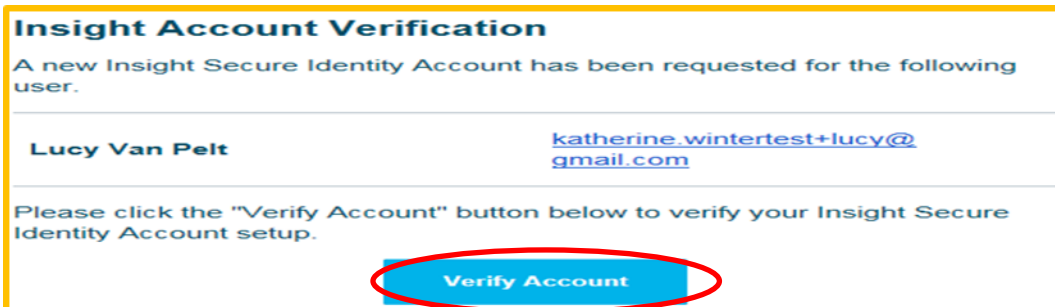 Insight Account Verification
A new Insight Secure Identity Account has been requested for the following
user.
Lucy Van Pelt katherine.wintertest+lucy@
gmail.com
Please click the "Verify Account" button below to verify your Insight Secure
Identity Account setup.
Verify Account